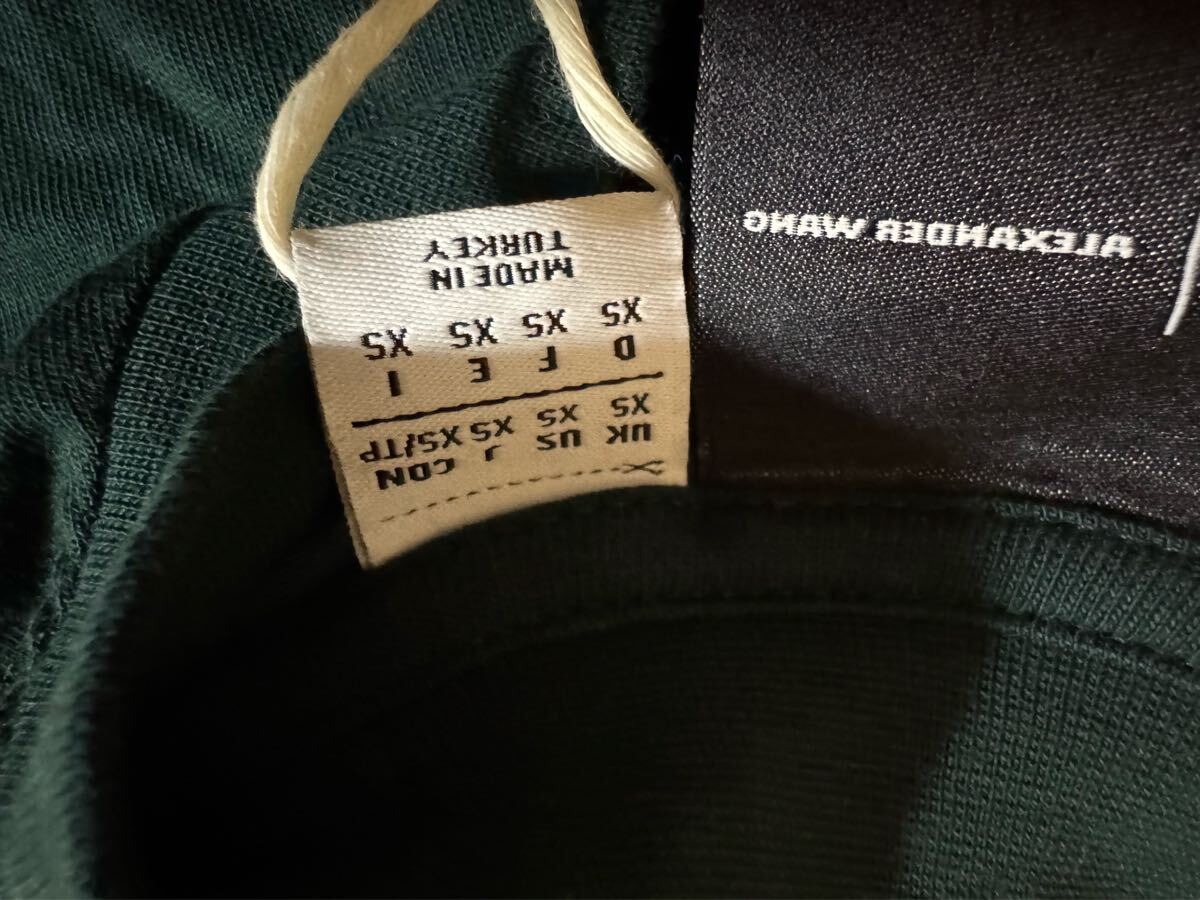 UK US J CDN
XS XS XS XS/TP
D F E I
XS XS XS XS
MADE IN
TURKEY
ALEXANDER WANG